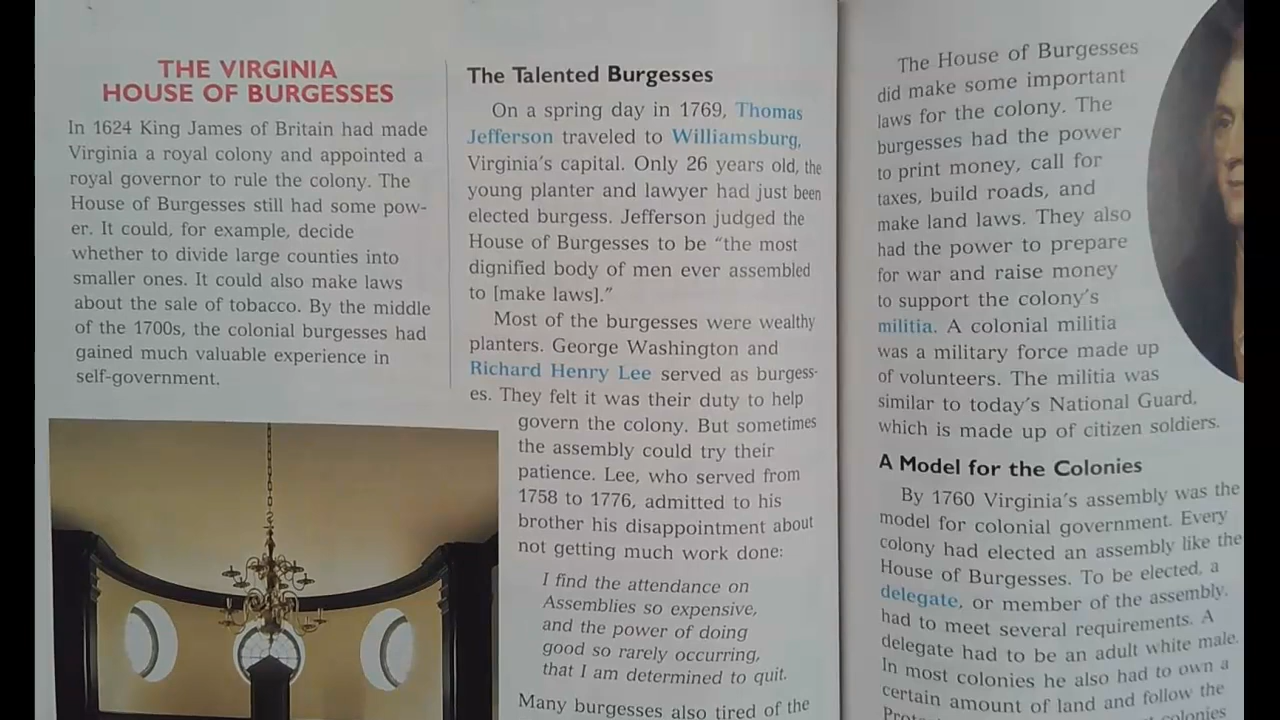 THE VIRGINIA
HOUSE OF BURGESSES
In 1624 King James of Britain had made
Virginia a royal colony and appointed a
royal governor to rule the colony. The
House of Burgesses still had some pow-
er. It could, for example, decide
whether to divide large counties into
smaller ones. It could also make laws
about the sale of tobacco. By the middle
of the 1700s, the colonial burgesses had
gained much valuable experience in
self-government.
The Talented Burgesses
On a spring day in 1769, Thomas
Jefferson traveled to Williamsburg,
Virginia's capital. Only 26 years old, the
young planter and lawyer had just been
elected burgess. Jefferson judged the
House of Burgesses to be "the most
dignified body of men ever assembled
to [make laws]."
Most of the burgesses were wealthy
planters. George Washington and
Richard Henry Lee served as burgess-
es. They felt it was their duty to help
govern the colony. But sometimes
the assembly could try their
patience. Lee, who served from
1758 to 1776, admitted to his
brother his disappointment about
not getting much work done:
I find the attendance on
Assemblies so expensive,
and the power of doing
good so rarely occurring,
that I am determined to quit.
Many burgesses also tired of the
The House of Burgesses
did make some important
laws for the colony. The
burgesses had the power
to print money, call for
taxes, build roads, and
make land laws. They also
had the power to prepare
for war and raise money
to support the colony's
militia. A colonial militia
was a military force made up
of volunteers. The militia was
similar to today's National Guard,
which is made up of citizen soldiers.
A Model for the Colonies
By 1760 Virginia's assembly was the
model for colonial government. Every
colony had elected an assembly like the
House of Burgesses. To be elected, a
delegate, or member of the assembly,
had to meet several requirements. A
delegate had to be an adult white male.
In most colonies he also had to own a
certain amount of land and follow the
colonies